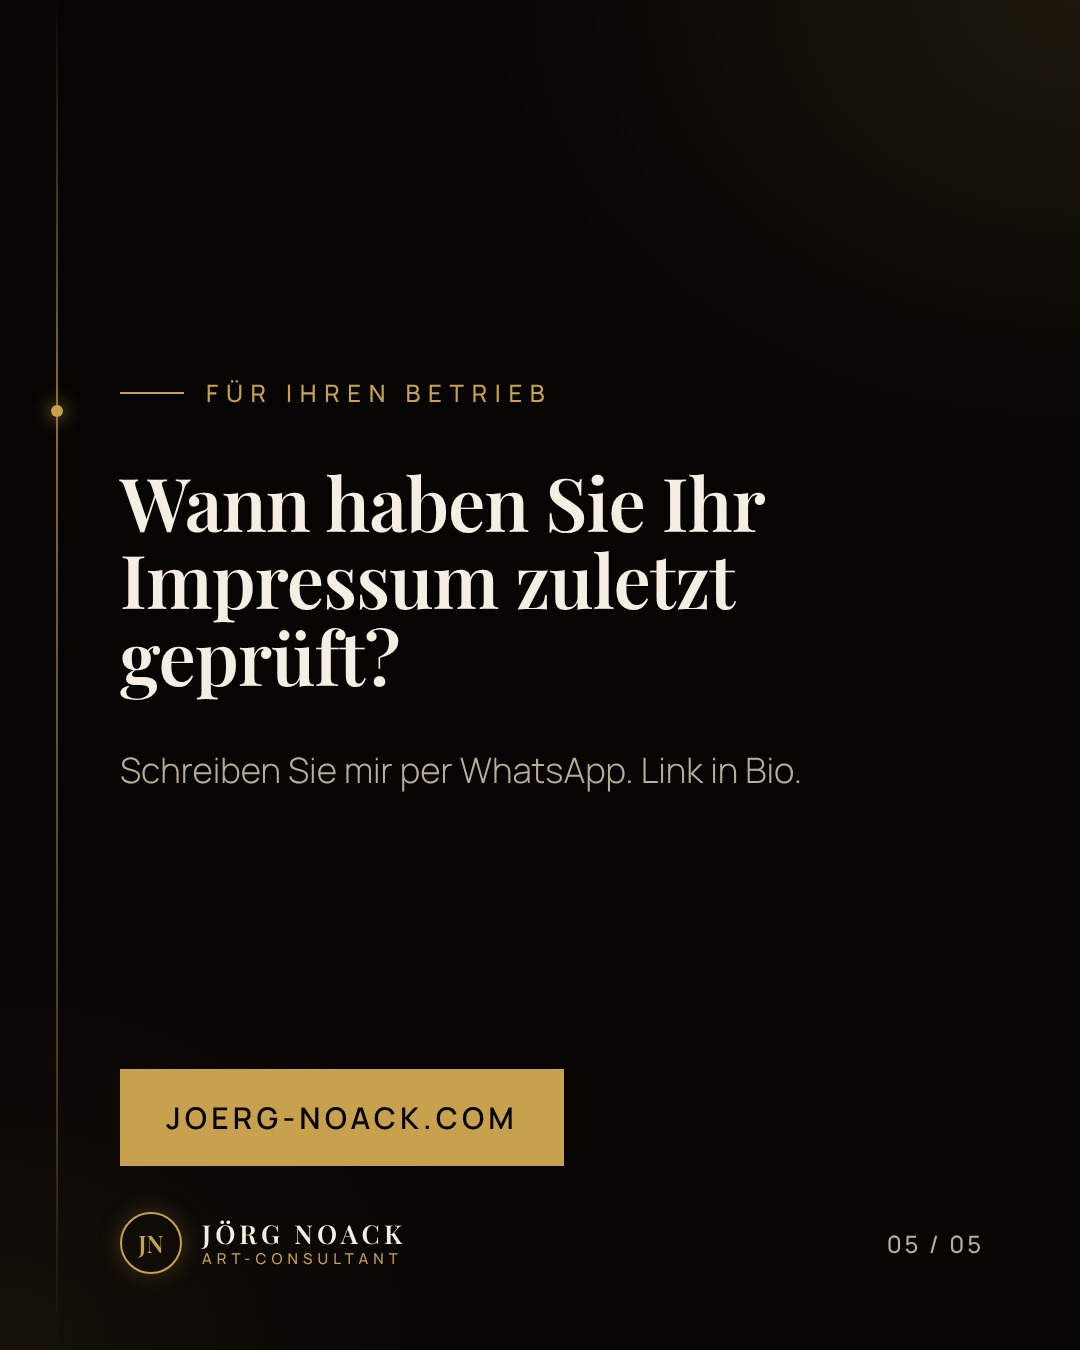 FÜR IHREN BETRIEB
Wann haben Sie Ihr
Impressum zuletzt
geprüft?
Schreiben Sie mir per WhatsApp. Link in Bio.
JOERG-NOACK.COM
JN
JÖRG NOACK
ART-CONSULTANT
05 / 05